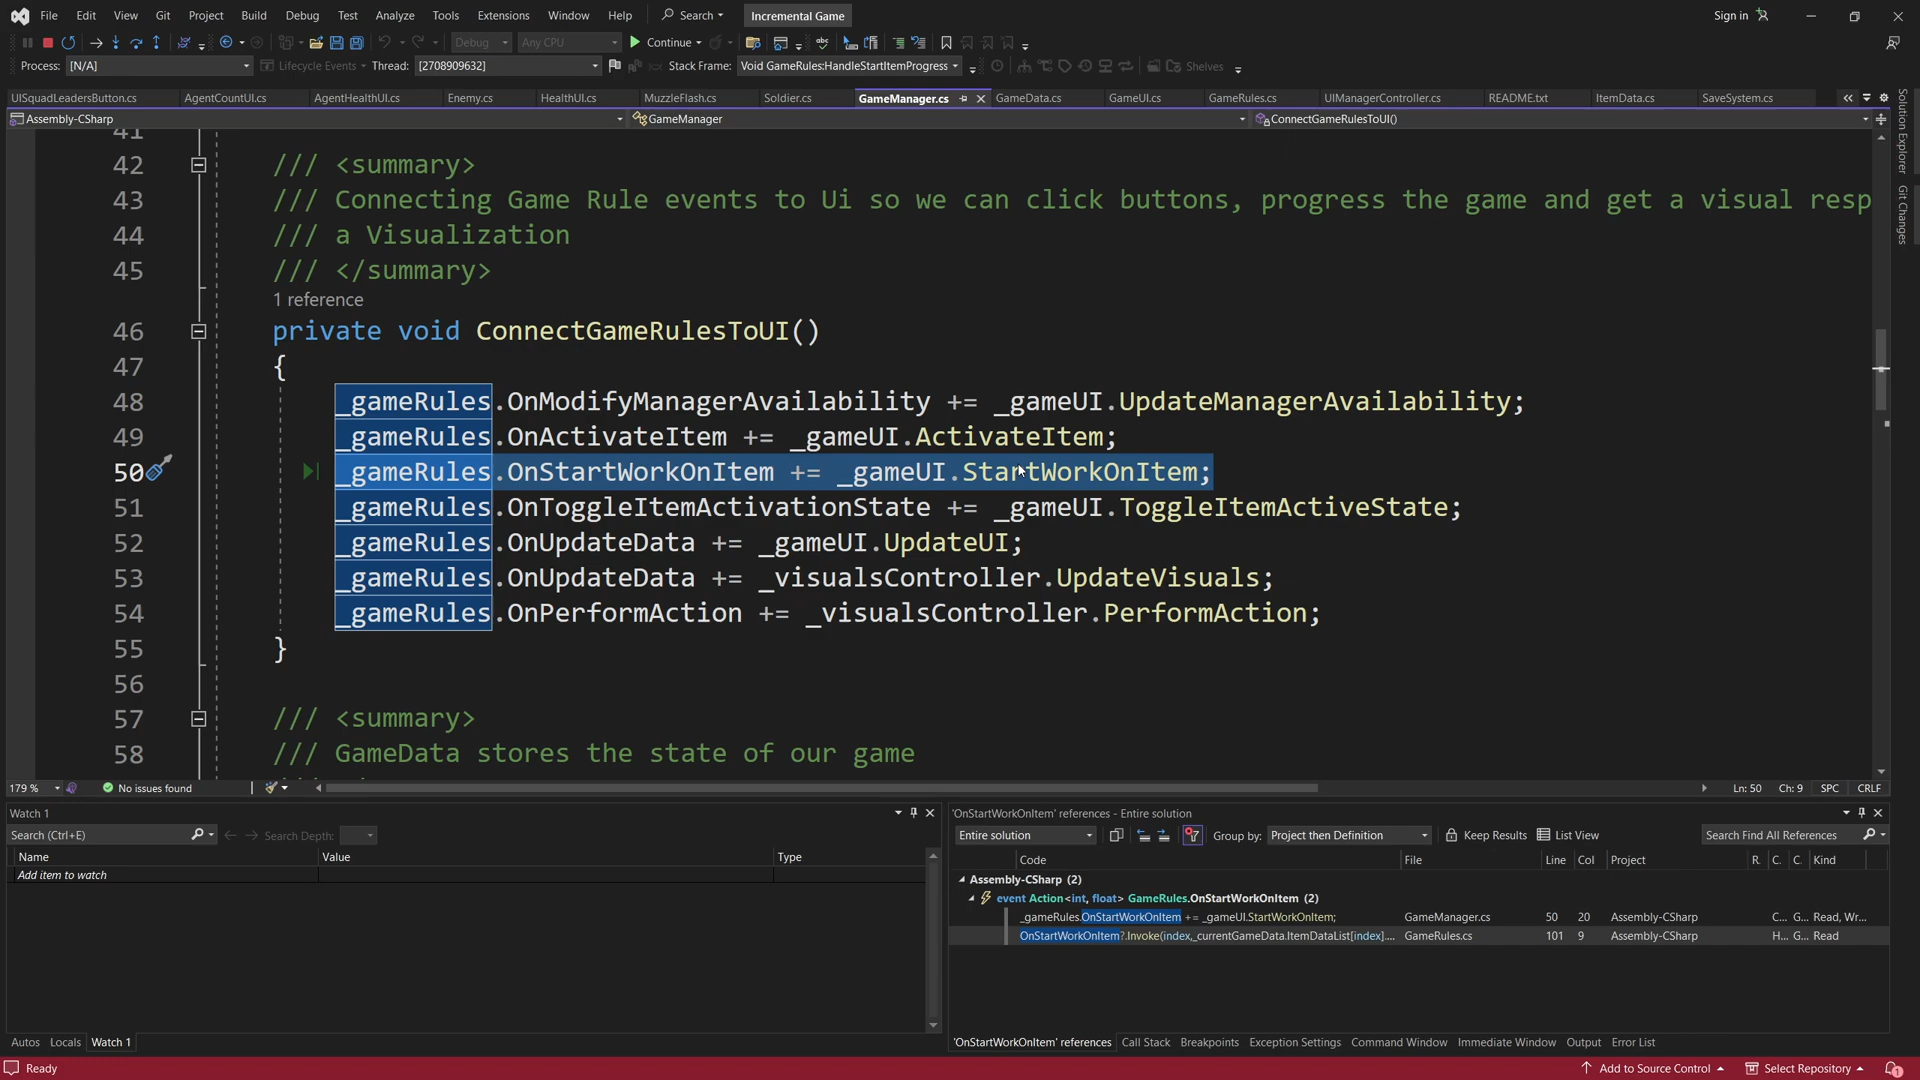 File Edit View Git Project Build Debug Test Analyze Tools Extensions Window Help Search Incremental Game Sign in
Debug Any CPU Continue
Process: [N/A] Lifecycle Events Thread: [2708909632] Stack Frame: Void GameRules:HandleStartItemProgress Shelves
UISquadLeadersButton.cs AgentCountUI.cs AgentHealthUI.cs Enemy.cs HealthUI.cs MuzzleFlash.cs Soldier.cs GameManager.cs GameData.cs GameUI.cs GameRules.cs UIManagerController.cs README.txt ItemData.cs SaveSystem.cs
Assembly-CSharp GameManager ConnectGameRulesToUI()
41
42 /// <summary>
43 /// Connecting Game Rule events to Ui so we can click buttons, progress the game and get a visual resp
44 /// a Visualization
45 /// </summary>
1 reference
46 private void ConnectGameRulesToUI()
47 {
48 _gameRules.OnModifyManagerAvailability += _gameUI.UpdateManagerAvailability;
49 _gameRules.OnActivateItem += _gameUI.ActivateItem;
50 _gameRules.OnStartWorkOnItem += _gameUI.StartWorkOnItem;
51 _gameRules.OnToggleItemActivationState += _gameUI.ToggleItemActiveState;
52 _gameRules.OnUpdateData += _gameUI.UpdateUI;
53 _gameRules.OnUpdateData += _visualsController.UpdateVisuals;
54 _gameRules.OnPerformAction += _visualsController.PerformAction;
55 }
56
57 /// <summary>
58 /// GameData stores the state of our game
179 % No issues found Ln: 50 Ch: 9 SPC CRLF
Solution Explorer
Git Changes
Watch 1
Search (Ctrl+E) Search Depth:
Name Value Type
Add item to watch
Autos Locals Watch 1
'OnStartWorkOnItem' references - Entire solution
Entire solution Group by: Project then Definition Keep Results List View Search Find All References
Code File Line Col Project R. C. C. Kind
Assembly-CSharp (2)
event Action<int, float> GameRules.OnStartWorkOnItem (2)
_gameRules.OnStartWorkOnItem += _gameUI.StartWorkOnItem; GameManager.cs 50 20 Assembly-CSharp C... G... Read, Wr...
OnStartWorkOnItem?.Invoke(index,_currentGameData.ItemDataList[index].... GameRules.cs 101 9 Assembly-CSharp H... G... Read
'OnStartWorkOnItem' references Call Stack Breakpoints Exception Settings Command Window Immediate Window Output Error List
Ready Add to Source Control Select Repository 1